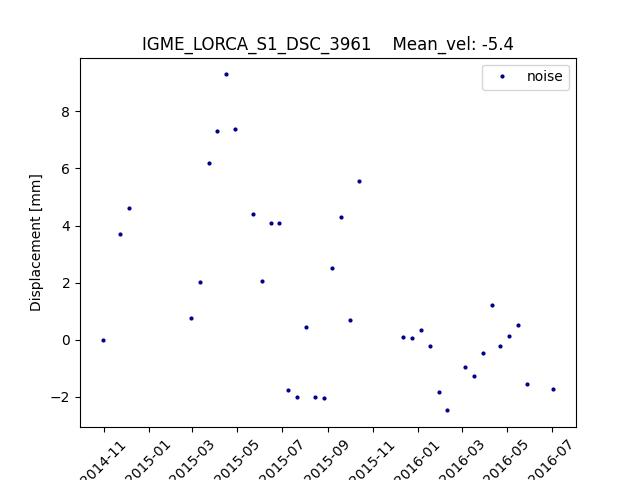 IGME_LORCA_S1_DSC_3961    Mean_vel: -5.4
noise
Displacement [mm]
8
6
4
2
0
−2
2014-11 2015-01 2015-03 2015-05 2015-07 2015-09 2015-11 2016-01 2016-03 2016-05 2016-07